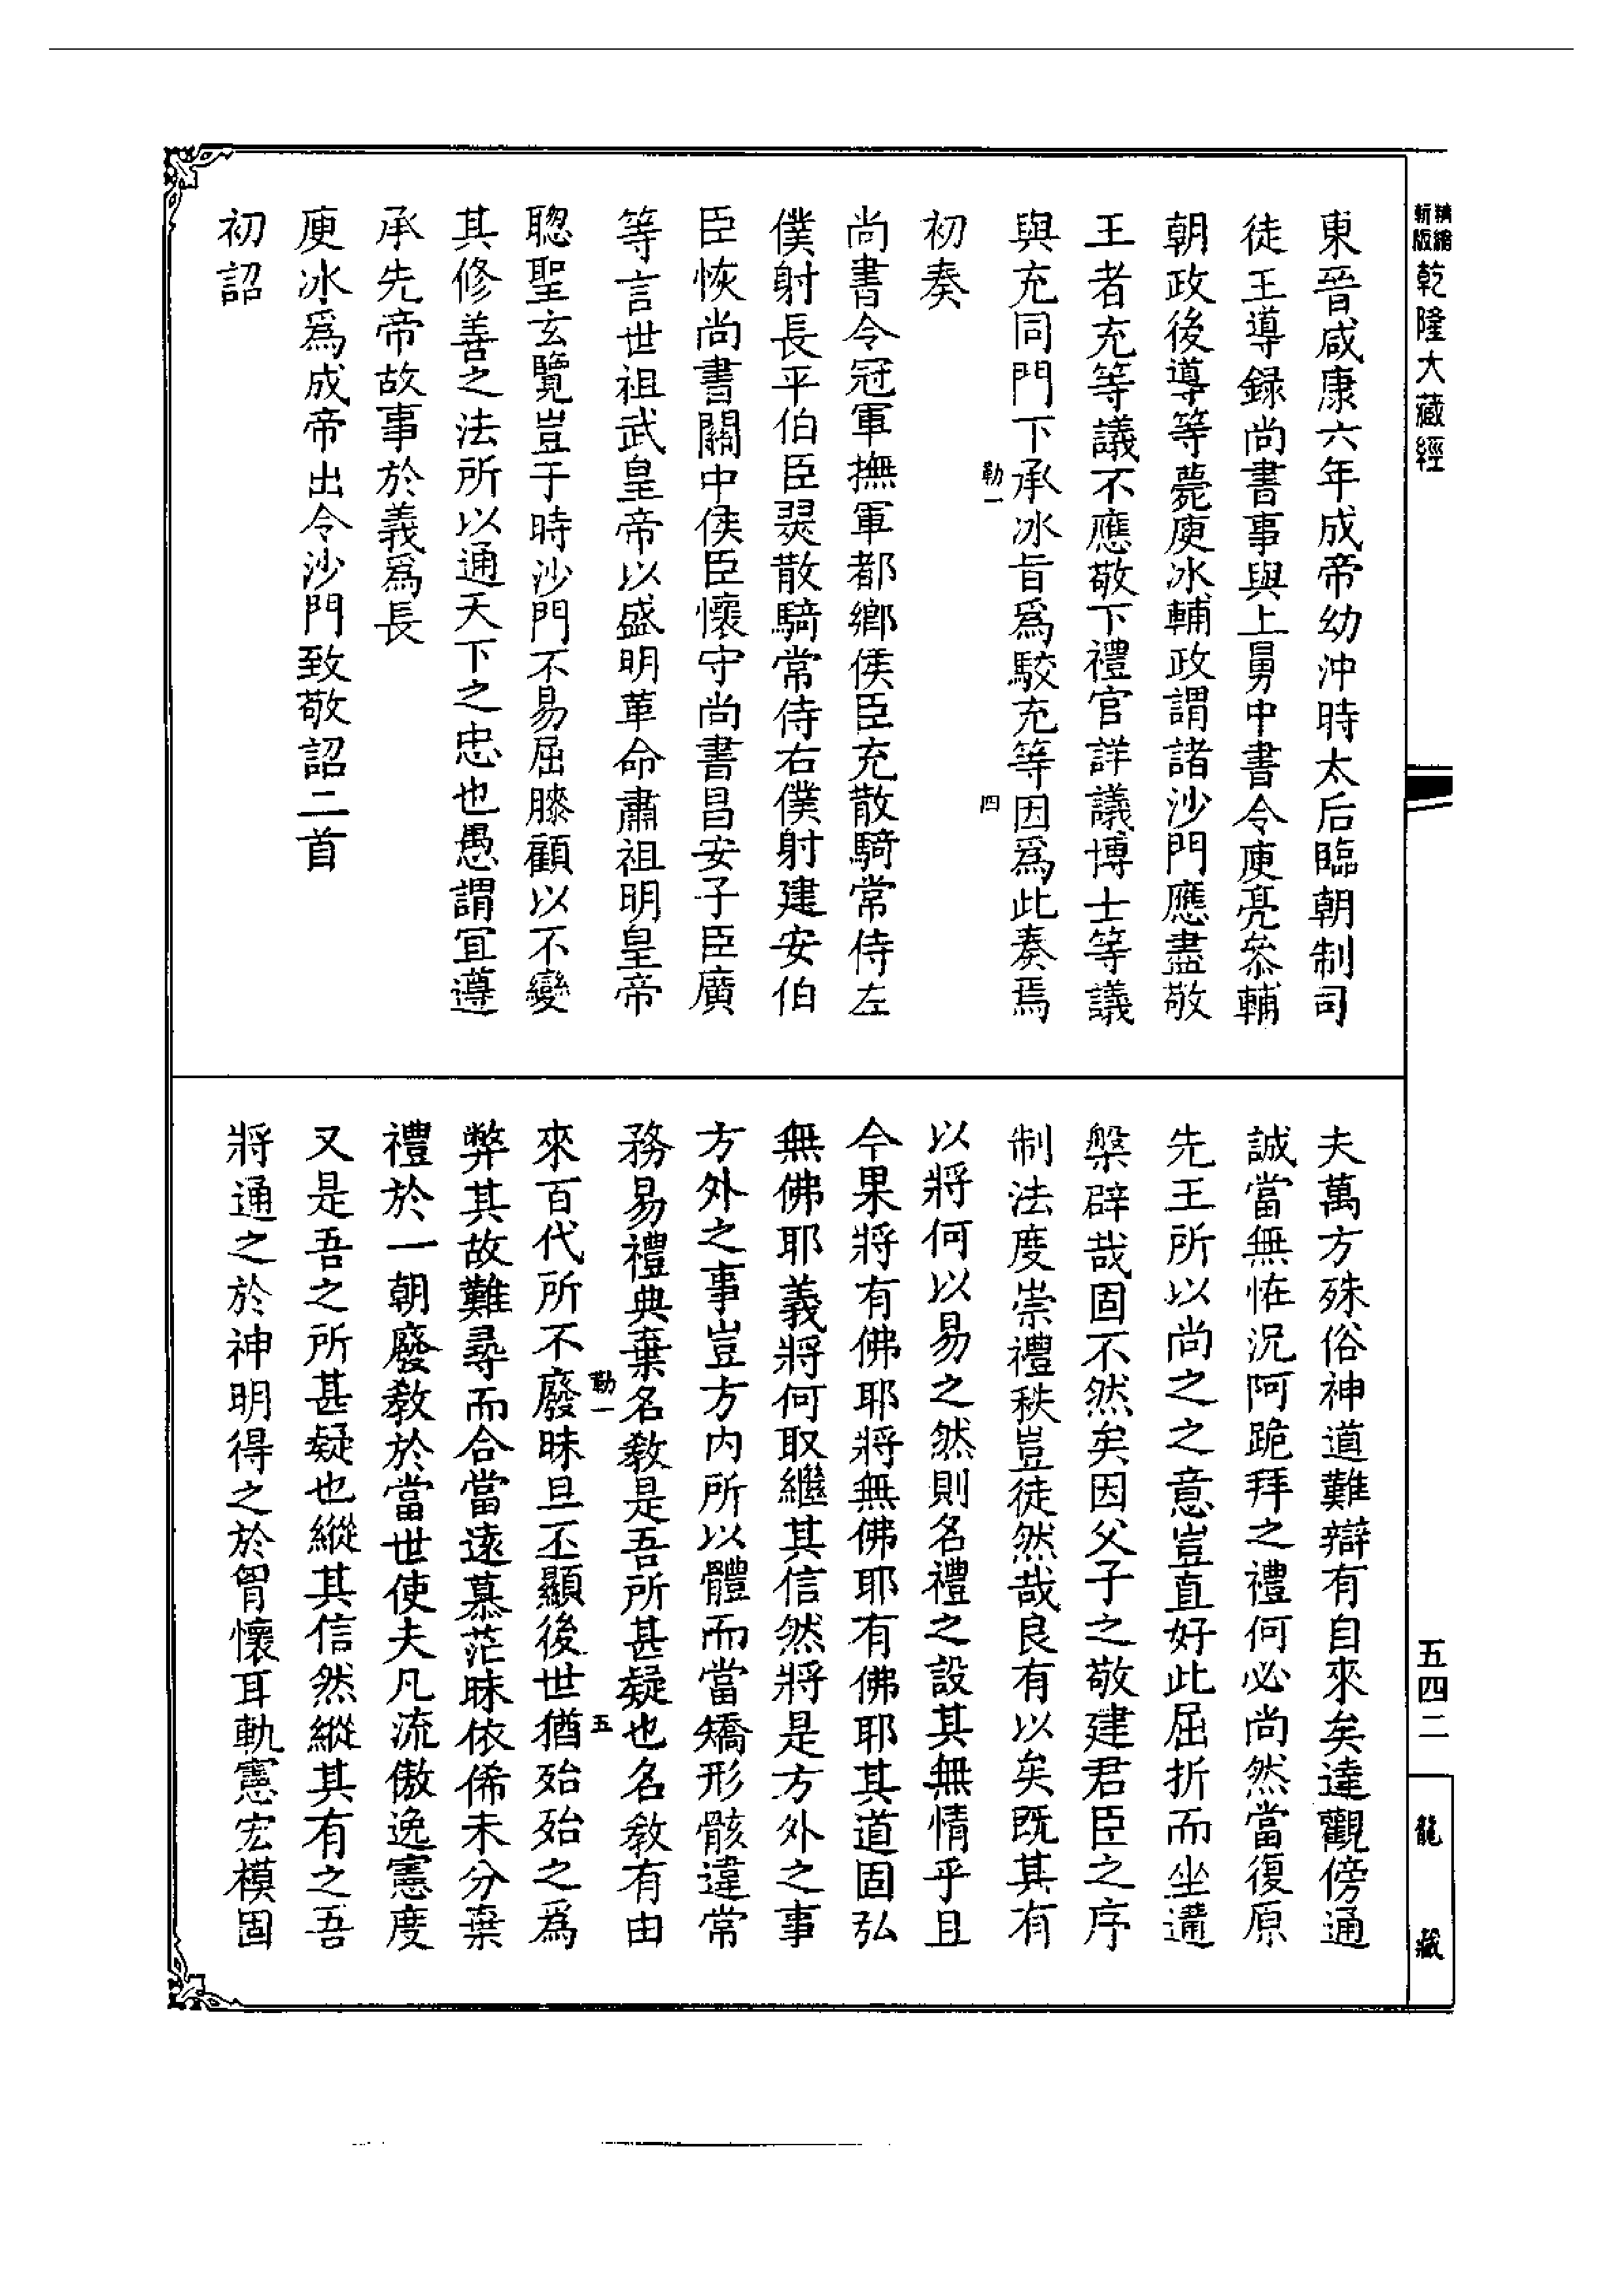 精繕
新版
乾隆大藏經
五四二
龍藏
東晉咸康六年成帝幼沖時太后臨朝制司
徒王導録尚書事與上舅中書令庾亮叅輔
朝政後導等薨庾冰輔政謂諸沙門應盡敬
王者充等議不應敬下禮官詳議博士等議
與充同門下承冰旨爲駮充等因爲此奏焉
勒一
四
初奏
尚書令冠軍撫軍都鄉侯臣充散騎常侍左
僕射長平伯臣翜散騎常侍右僕射建安伯
臣恢尚書關中侯臣懷守尚書昌安子臣廣
等言世祖武皇帝以盛明革命肅祖明皇帝
聰聖玄覽豈于時沙門不易屈膝顧以不變
其修善之法所以通天下之忠也愚謂宜遵
承先帝故事於義爲長
庾冰爲成帝出令沙門致敬詔二首
初詔
夫萬方殊俗神道難辯有自來矣達觀傍通
誠當無怪況阿跪拜之禮何必尚然當復原
先王所以尚之之意豈直好此屈折而坐遘
槃辟哉固不然矣因父子之敬建君臣之序
制法度崇禮秩豈徒然哉良有以矣既其有
以將何以易之然則名禮之設其無情乎且
今果將有佛耶將無佛耶有佛耶其道固弘
無佛耶義將何取繼其信然將是方外之事
方外之事豈方内所以體而當矯形骸違常
務易禮典棄名教是吾所甚疑也名教有由
勒一
五
來百代所不廢昧旦丕顯後世猶殆殆之爲
弊其故難尋而合當遠慕茫昧依俙未分棄
禮於一朝廢教於當世使夫凡流傲逸憲度
又是吾之所甚疑也縱其信然縱其有之吾
將通之於神明得之於胷懷耳軌憲宏模固